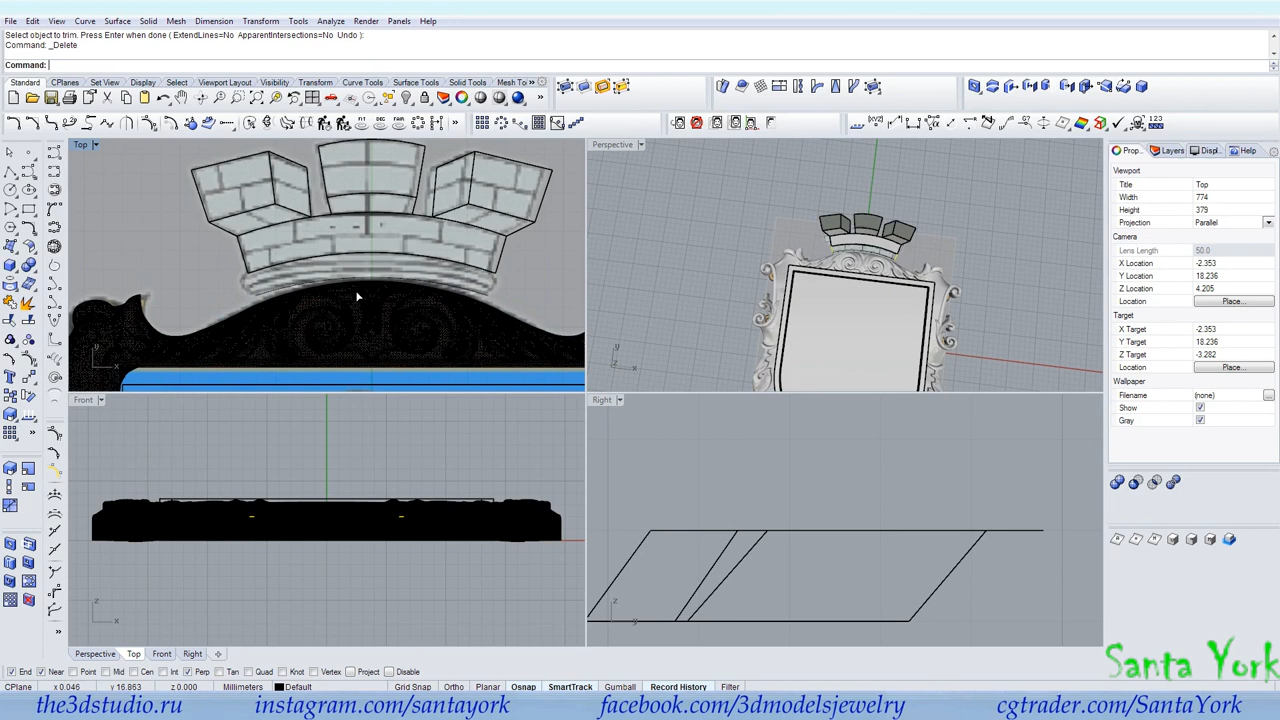 File Edit View Curve Surface Solid Mesh Dimension Transform Tools Analyze Render Panels Help
Select object to trim. Press Enter when done ( ExtendLines=No ApparentIntersections=No Undo ):
Command: _Delete
Command:
Standard CPlanes Set View Display Select Viewport Layout Visibility Transform Curve Tools Surface Tools Solid Tools Mesh To
Top
Perspective
Front
Right
y
x
y
z
x
z
x
z
y
Prop... Layers Displ... Help
Viewport
Title Top
Width 774
Height 379
Projection Parallel
Camera
Lens Length 50.0
X Location -2.353
Y Location 18.236
Z Location 4.205
Location Place...
Target
X Target -2.353
Y Target 18.236
Z Target -3.282
Location Place...
Wallpaper
Filename (none) ...
Show
Gray
Perspective Top Front Right
End Near Point Mid Cen Int Perp Tan Quad Knot Vertex Project Disable
CPlane x 0.046 y 16.863 z 0.000 Millimeters Default Grid Snap Ortho Planar Osnap SmartTrack Gumball Record History Filter
Santa York
the3dstudio.ru instagram.com/santayork facebook.com/3dmodelsjewelry cgtrader.com/SantaYork